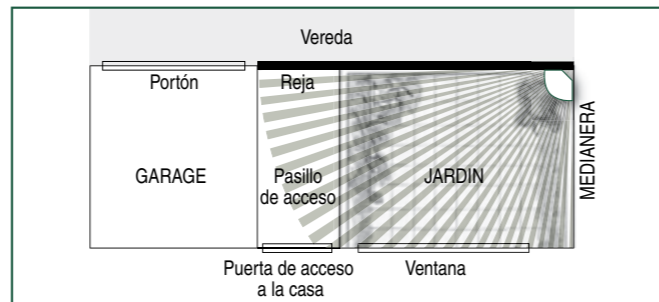 Vereda
Portón
Reja
GARAGE
Pasillo
de acceso
JARDIN
MEDIANERA
Puerta de acceso
a la casa
Ventana